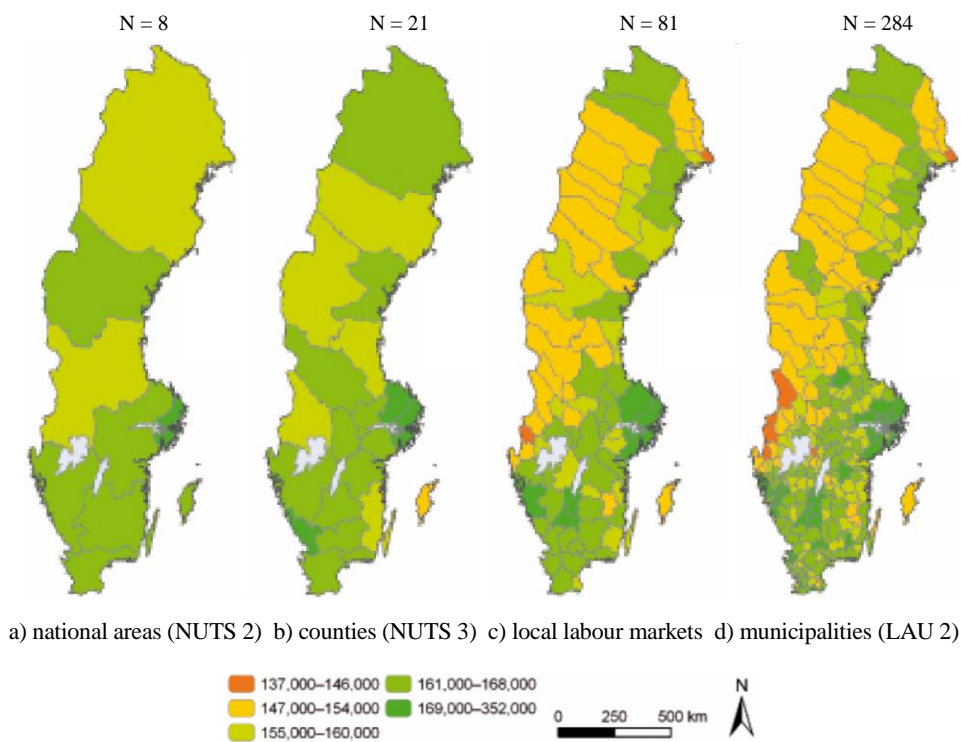 N = 8 N = 21 N = 81 N = 284
a) national areas (NUTS 2) b) counties (NUTS 3) c) local labour markets d) municipalities (LAU 2)
137,000–146,000 161,000–168,000
147,000–154,000 169,000–352,000
155,000–160,000
0 250 500 km
N